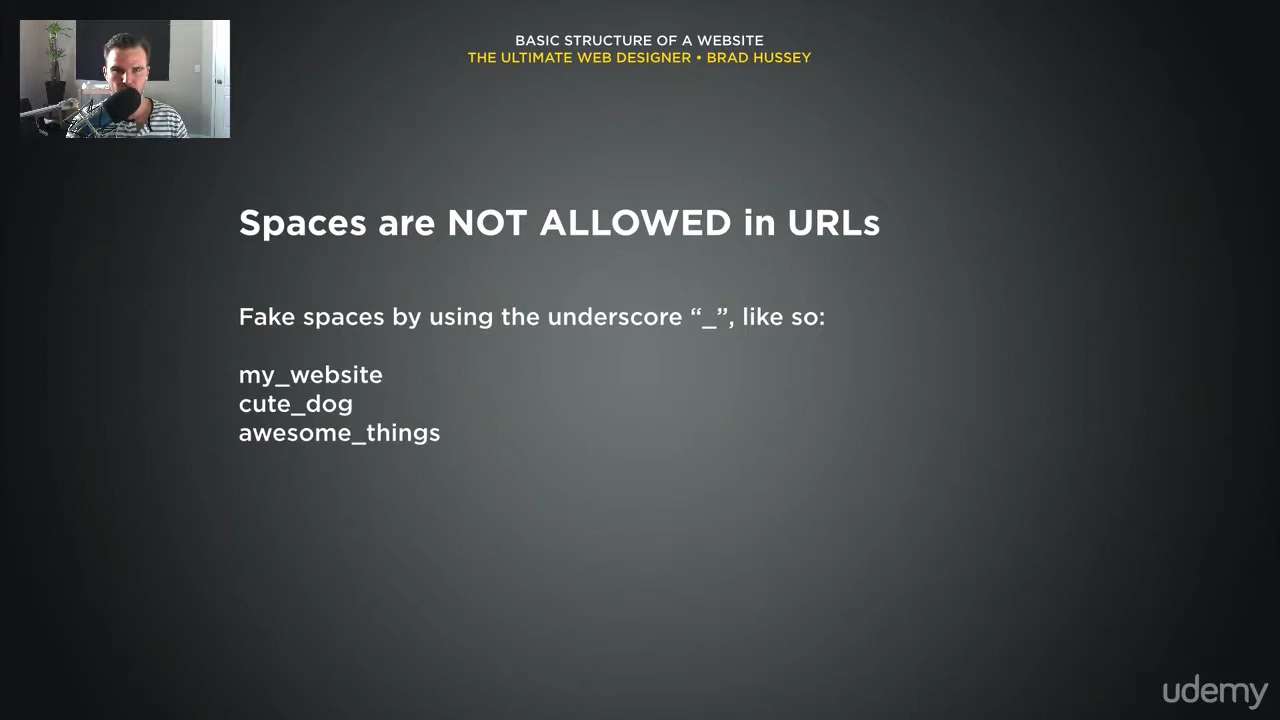 BASIC STRUCTURE OF A WEBSITE
THE ULTIMATE WEB DESIGNER • BRAD HUSSEY
Spaces are NOT ALLOWED in URLs
Fake spaces by using the underscore “_”, like so:
my_website
cute_dog
awesome_things
udemy